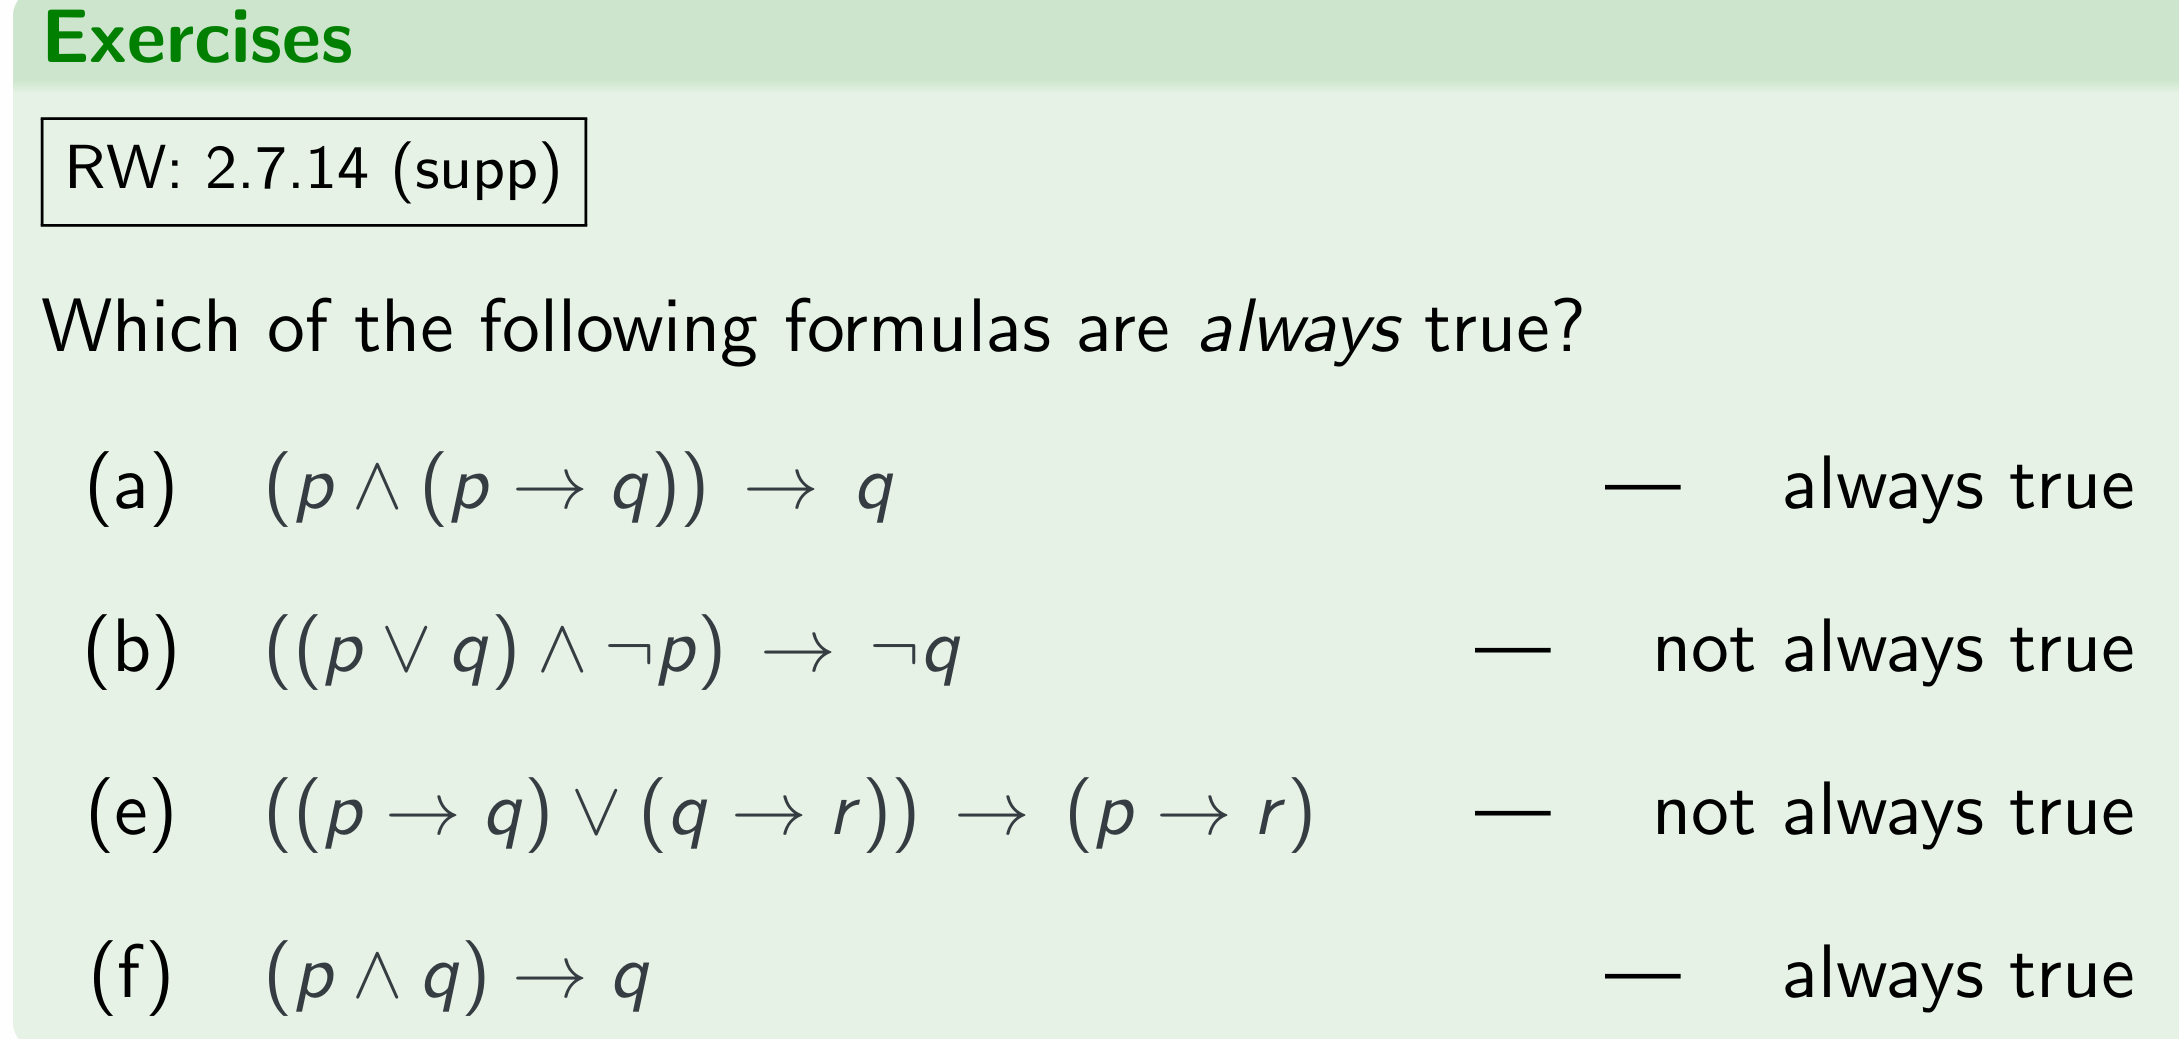 Exercises
RW: 2.7.14 (supp)
Which of the following formulas are always true?
(a) (p ∧ (p → q)) → q — always true
(b) ((p ∨ q) ∧ ¬p) → ¬q — not always true
(e) ((p → q) ∨ (q → r)) → (p → r) — not always true
(f) (p ∧ q) → q — always true